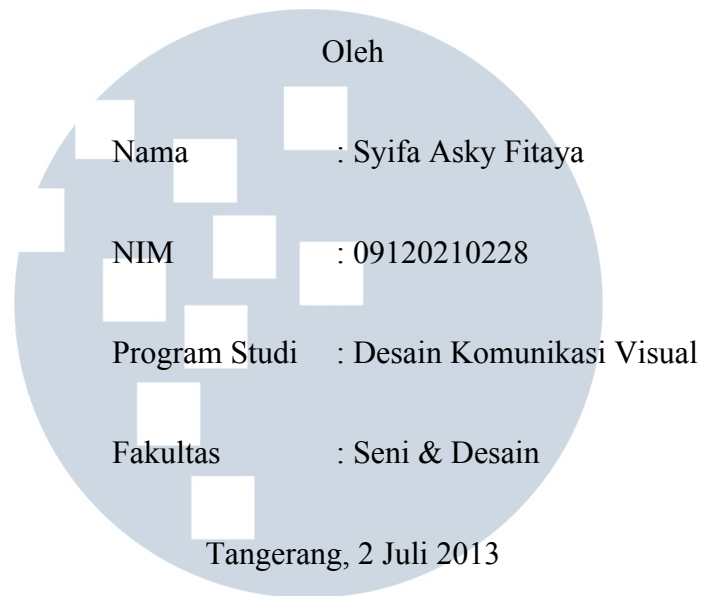 Oleh
Nama : Syifa Asky Fitaya
NIM : 09120210228
Program Studi : Desain Komunikasi Visual
Fakultas : Seni & Desain
Tangerang, 2 Juli 2013